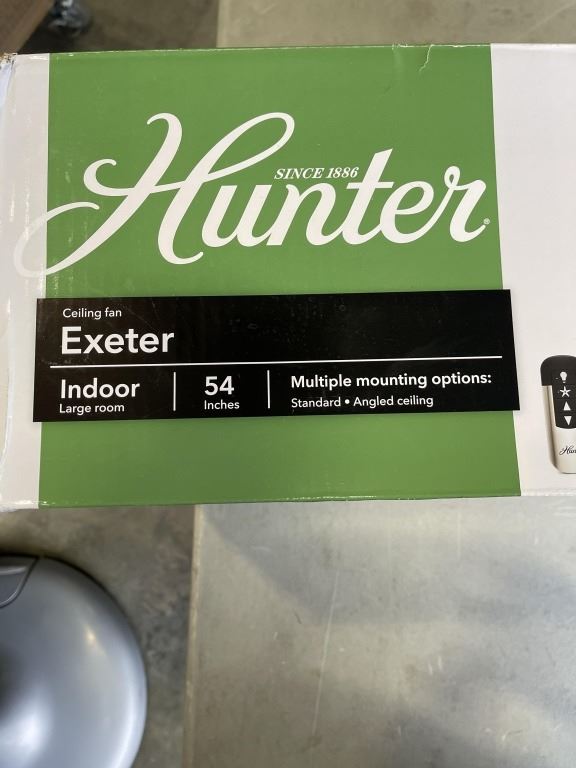 SINCE 1886
Hunter®
Ceiling fan
Exeter
Indoor
Large room
54
Inches
Multiple mounting options:
Standard • Angled ceiling